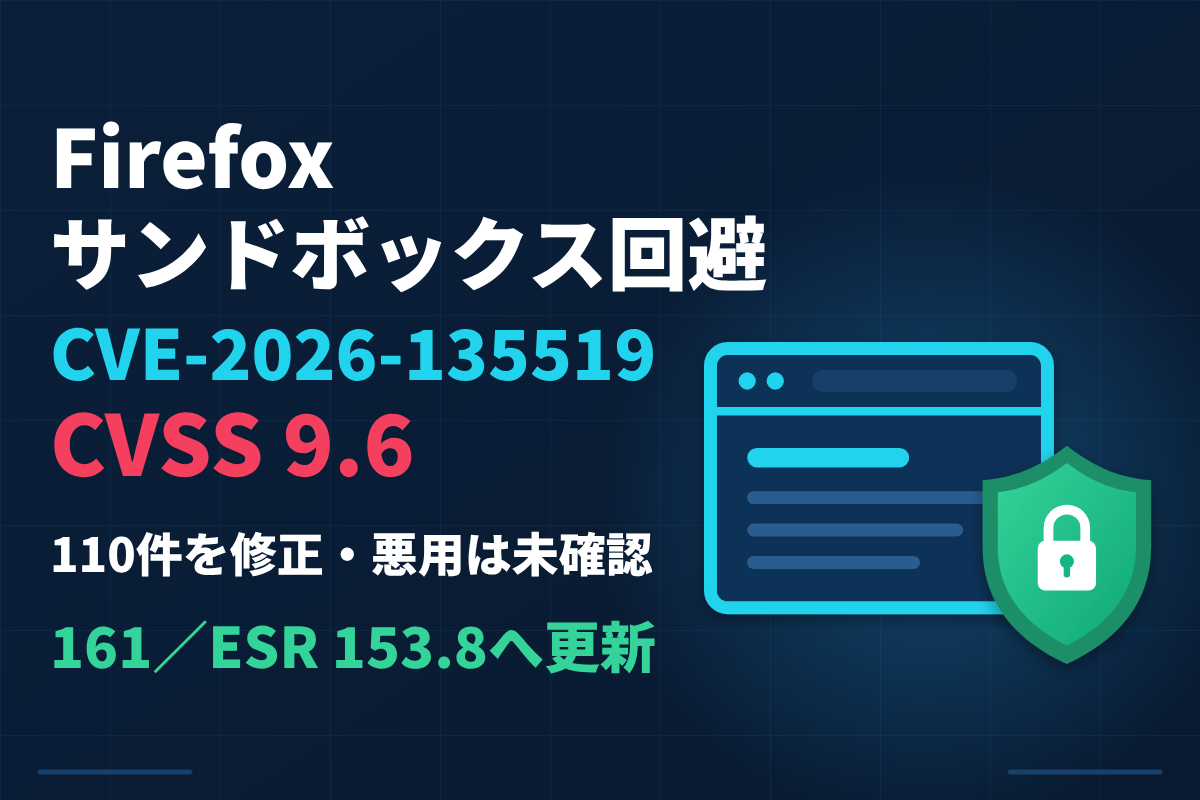 Firefox
サンドボックス回避
CVE-2026-135519
CVSS 9.6
110件を修正・悪用は未確認
161／ESR 153.8へ更新